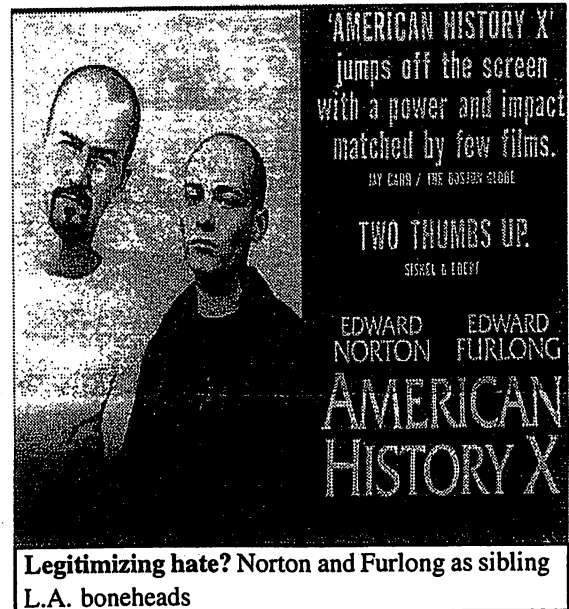 'AMERICAN HISTORY X'
jumps off the screen
with a power and impact
matched by few films.
JAY CARR / THE BOSTON GLOBE
TWO THUMBS UP.
SISKEL & EBERT
EDWARD EDWARD
NORTON FURLONG
AMERICAN
HISTORY X
Legitimizing hate? Norton and Furlong as sibling
L.A. boneheads